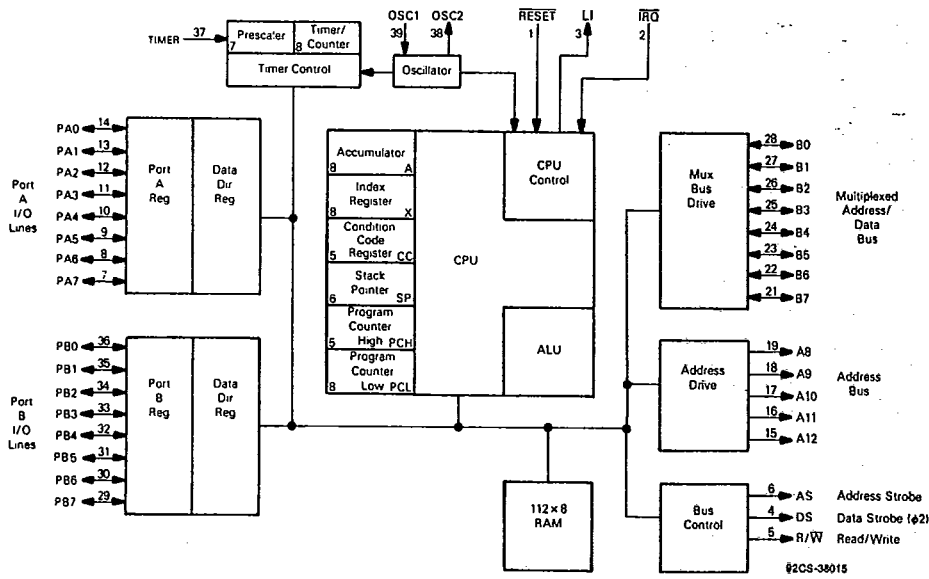 OSC1 OSC2 RESET LI IRQ
39 38 1 3 2
TIMER 37
Prescater
7
Timer/
Counter
8
Timer Control
Oscillator
Port
A
I/O
Lines
PA0 14
PA1 13
PA2 12
PA3 11
PA4 10
PA5 9
PA6 8
PA7 7
Port
A
Reg
Data
Dir
Reg
Port
B
I/O
Lines
PB0 36
PB1 35
PB2 34
PB3 33
PB4 32
PB5 31
PB6 30
PB7 29
Port
B
Reg
Data
Dir
Reg
Accumulator
8 A
Index
Register
8 X
Condition
Code
Register
5 CC
Stack
Pointer
6 SP
Program
Counter
High
5 PCH
Program
Counter
Low
8 PCL
CPU
CPU
Control
ALU
112×8
RAM
Mux
Bus
Drive
28 B0
27 B1
26 B2
25 B3
24 B4
23 B5
22 B6
21 B7
Multiplexed
Address/
Data
Bus
Address
Drive
19 A8
18 A9
17 A10
16 A11
15 A12
Address
Bus
Bus
Control
6 AS Address Strobe
4 DS Data Strobe (ϕ2)
5 R/W Read/Write
92CS-38015